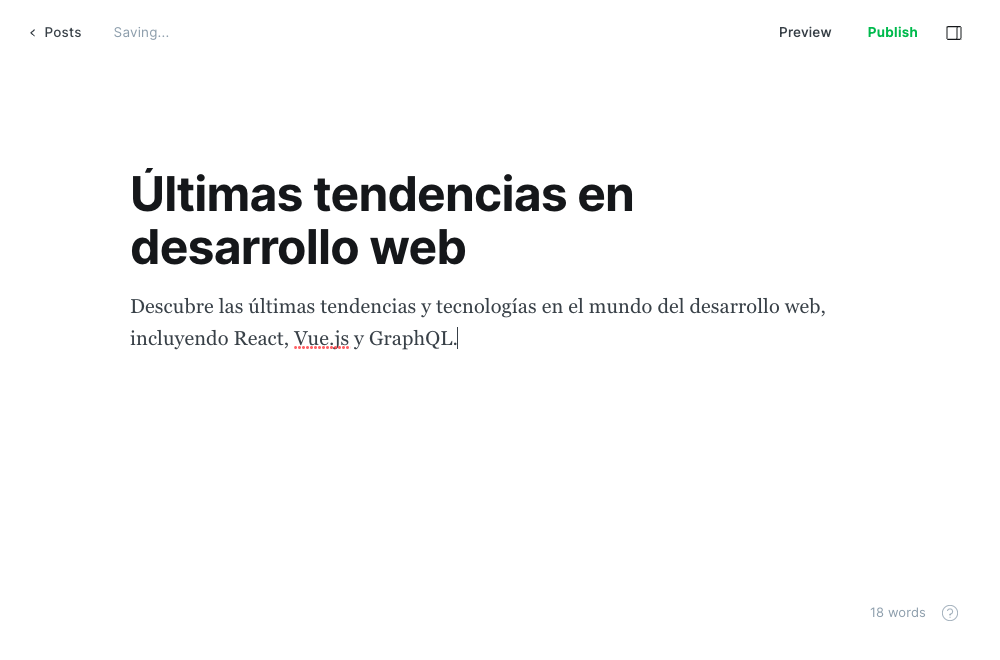 Posts
Saving...
Preview
Publish
Últimas tendencias en
desarrollo web
Descubre las últimas tendencias y tecnologías en el mundo del desarrollo web,
incluyendo React, Vue.js y GraphQL.
18 words
?